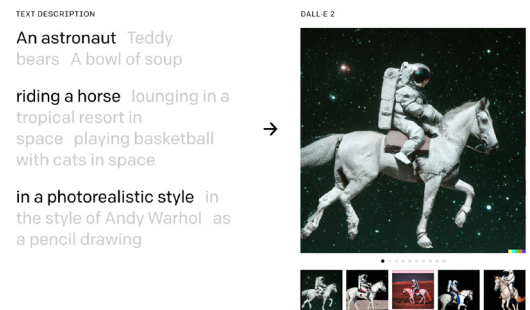 TEXT DESCRIPTION
An astronaut Teddy
bears A bowl of soup
riding a horse lounging in a
tropical resort in
space playing basketball
with cats in space
in a photorealistic style in
the style of Andy Warhol as
a pencil drawing
DALL·E 2